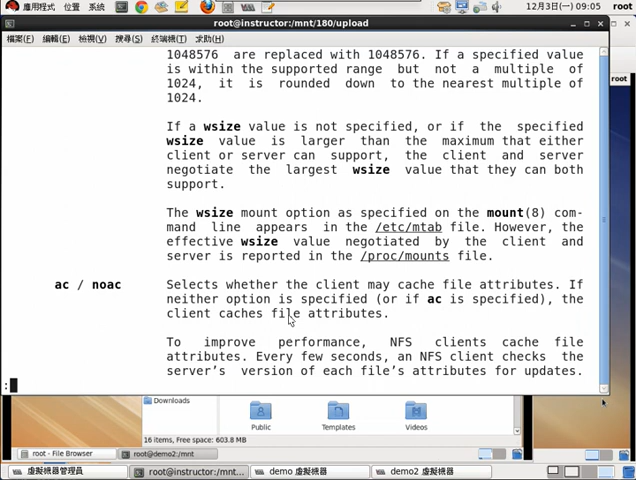 應用程式 位置 系統 12月3日(一) 09:05 root
root@instructor:/mnt/180/upload
檔案(F) 編輯(E) 檢視(V) 搜尋(S) 終端機(T) 求助(H)
1048576 are replaced with 1048576. If a specified value
is within the supported range but not a multiple of
1024, it is rounded down to the nearest multiple of
1024.
If a wsize value is not specified, or if the specified
wsize value is larger than the maximum that either
client or server can support, the client and server
negotiate the largest wsize value that they can both
support.
The wsize mount option as specified on the mount(8) com-
mand line appears in the /etc/mtab file. However, the
effective wsize value negotiated by the client and
server is reported in the /proc/mounts file.
ac / noac Selects whether the client may cache file attributes. If
neither option is specified (or if ac is specified), the
client caches file attributes.
To improve performance, NFS clients cache file
attributes. Every few seconds, an NFS client checks the
server's version of each file's attributes for updates.
:
root
Downloads
Public Templates Videos
16 items, Free space: 603.8 MB
root - File Browser root@demo2:/mnt
虛擬機器管理員 root@instructor:/mnt... demo 虛擬機器 demo2 虛擬機器